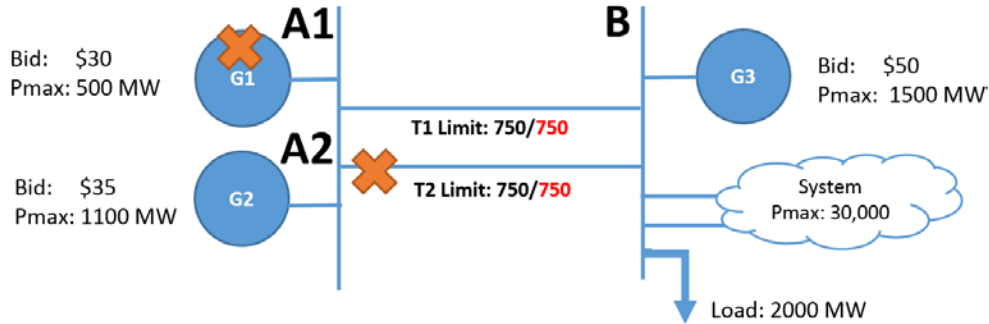 A1
B
Bid: $30
Pmax: 500 MW
G1
G3
Bid: $50
Pmax: 1500 MW
T1 Limit: 750/750
A2
Bid: $35
Pmax: 1100 MW
G2
T2 Limit: 750/750
System
Pmax: 30,000
Load: 2000 MW